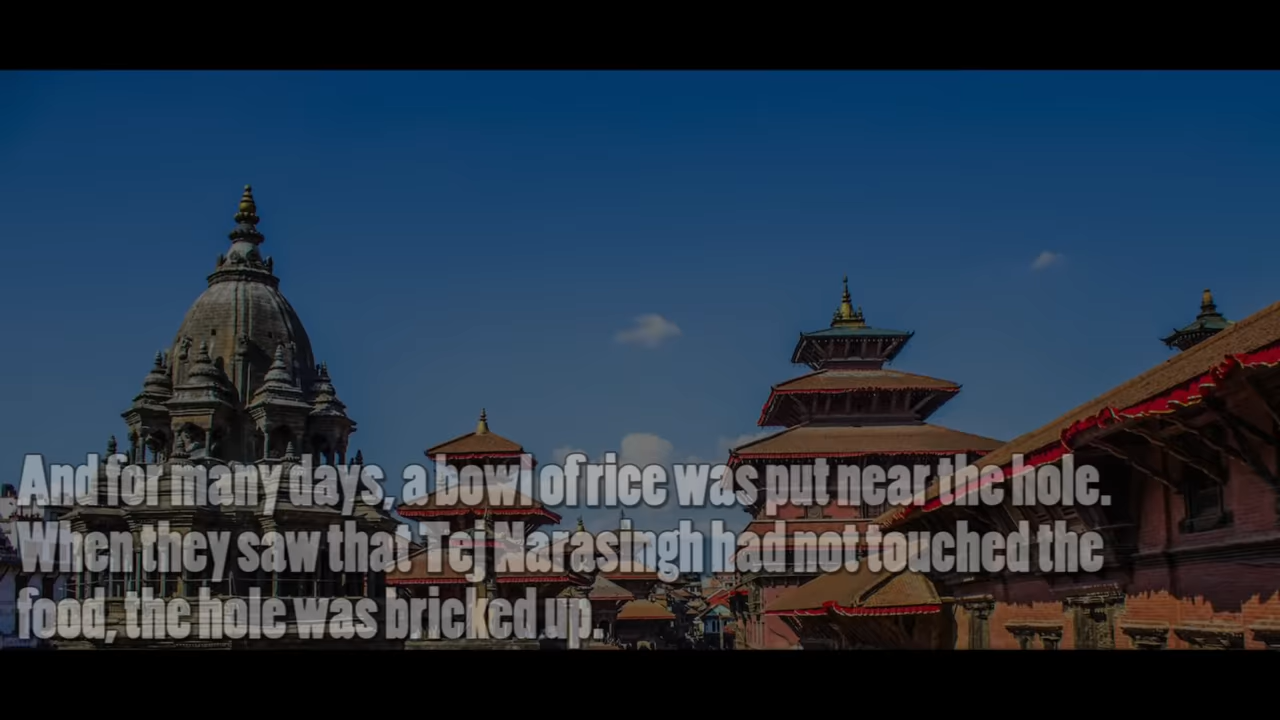 And for many days, a bowl of rice was put near the hole.
When they saw that Tej Narasingh had not touched the
food, the hole was bricked up.